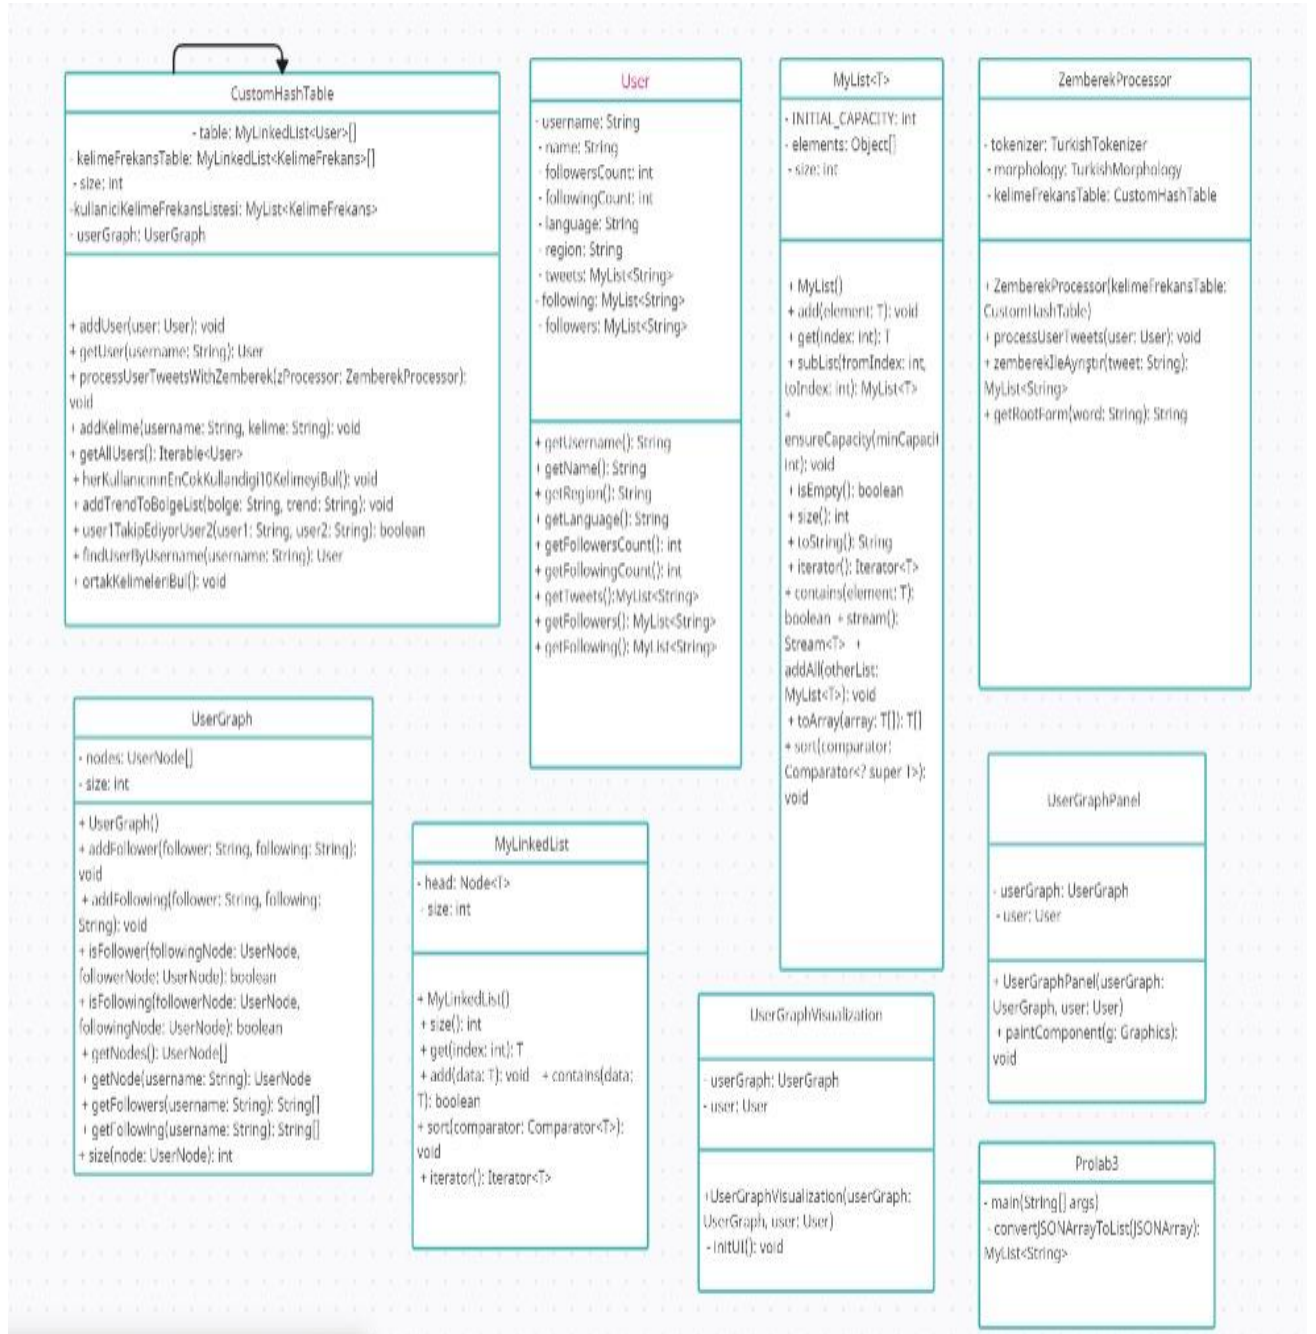 CustomHashTable
- table: MyLinkedList<User>[]
- kelimeFrekansTable: MyLinkedList<KelimeFrekans>[]
- size: int
-kullaniciKelimeFrekansListesi: MyList<KelimeFrekans>
- userGraph: UserGraph
+ addUser(user: User): void
+ getUser(username: String): User
+ processUserTweetsWithZemberek(zProcessor: ZemberekProcessor):
void
+ addKelime(username: String, kelime: String): void
+ getAllUsers(): Iterable<User>
+ herKullanıcınınEnCokKullandigi10KelimeyiBul(): void
+ addTrendToBolgeList(bolge: String, trend: String): void
+ user1TakipEdiyorUser2(user1: String, user2: String): boolean
+ findUserByUsername(username: String): User
+ ortakKelimeleriBul(): void
User
- username: String
- name: String
- followersCount: int
- followingCount: int
- language: String
- region: String
- tweets: MyList<String>
- following: MyList<String>
- followers: MyList<String>
+ getUsername(): String
+ getName(): String
+ getRegion(): String
+ getLanguage(): String
+ getFollowersCount(): int
+ getFollowingCount(): int
+ getTweets():MyList<String>
+ getFollowers(): MyList<String>
+ getFollowing(): MyList<String>
MyList<T>
- INITIAL_CAPACITY: int
- elements: Object[]
- size: int
+ MyList()
+ add(element: T): void
+ get(index: int): T
+ subList(fromIndex: int,
toIndex: int): MyList<T>
+
ensureCapacity(minCapacit
int): void
+ isEmpty(): boolean
+ size(): int
+ toString(): String
+ iterator(): Iterator<T>
+ contains(element: T):
boolean + stream():
Stream<T> +
addAll(otherList:
MyList<T>): void
+ toArray(array: T[]): T[]
+ sort(comparator:
Comparator<? super T>):
void
ZemberekProcessor
- tokenizer: TurkishTokenizer
- morphology: TurkishMorphology
- kelimeFrekansTable: CustomHashTable
+ ZemberekProcessor(kelimeFrekansTable:
CustomHashTable)
+ processUserTweets(user: User): void
+ zemberekIleAyrıştır(tweet: String):
MyList<String>
+ getRootForm(word: String): String
UserGraph
- nodes: UserNode[]
- size: int
+ UserGraph()
+ addFollower(follower: String, following: String):
void
+ addFollowing(follower: String, following:
String): void
+ isFollower(followingNode: UserNode,
followerNode: UserNode): boolean
+ isFollowing(followerNode: UserNode,
followingNode: UserNode): boolean
+ getNodes(): UserNode[]
+ getNode(username: String): UserNode
+ getFollowers(username: String): String[]
+ getFollowing(username: String): String[]
+ size(node: UserNode): int
MyLinkedList
- head: Node<T>
- size: int
+ MyLinkedList()
+ size(): int
+ get(index: int): T
+ add(data: T): void + contains(data:
T): boolean
+ sort(comparator: Comparator<T>):
void
+ iterator(): Iterator<T>
UserGraphVisualization
- userGraph: UserGraph
- user: User
+UserGraphVisualization(userGraph:
UserGraph, user: User)
- initUI(): void
UserGraphPanel
- userGraph: UserGraph
- user: User
+ UserGraphPanel(userGraph:
UserGraph, user: User)
+ paintComponent(g: Graphics):
void
Prolab3
- main(String[] args)
- convertJSONArrayToList(JSONArray):
MyList<String>